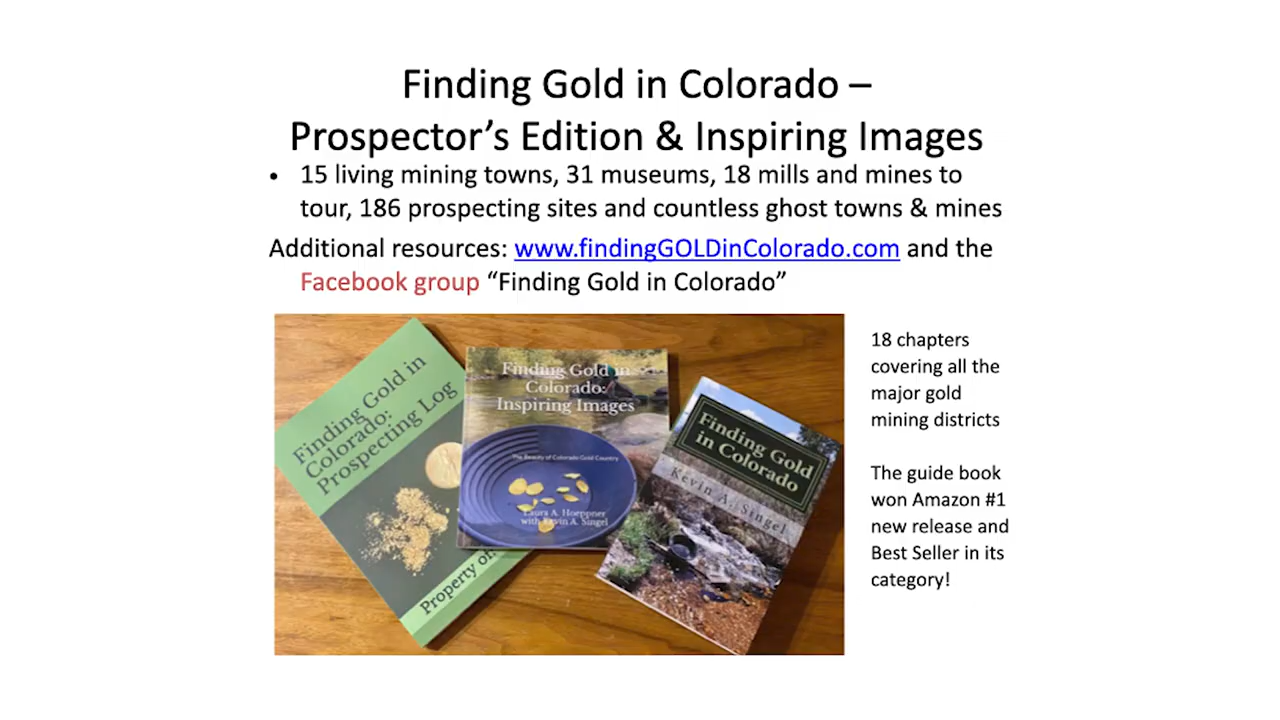 Finding Gold in Colorado –
Prospector's Edition & Inspiring Images
• 15 living mining towns, 31 museums, 18 mills and mines to
tour, 186 prospecting sites and countless ghost towns & mines
Additional resources: www.findingGOLDinColorado.com and the
Facebook group “Finding Gold in Colorado”
Finding Gold in
Colorado:
Prospecting Log
Property of:
Finding Gold in
Colorado:
Inspiring Images
The Beauty of Colorado Gold Country
Laura A. Hoeppner
with Kevin A. Singel
Finding Gold
in Colorado
Kevin A. Singel
18 chapters
covering all the
major gold
mining districts
The guide book
won Amazon #1
new release and
Best Seller in its
category!